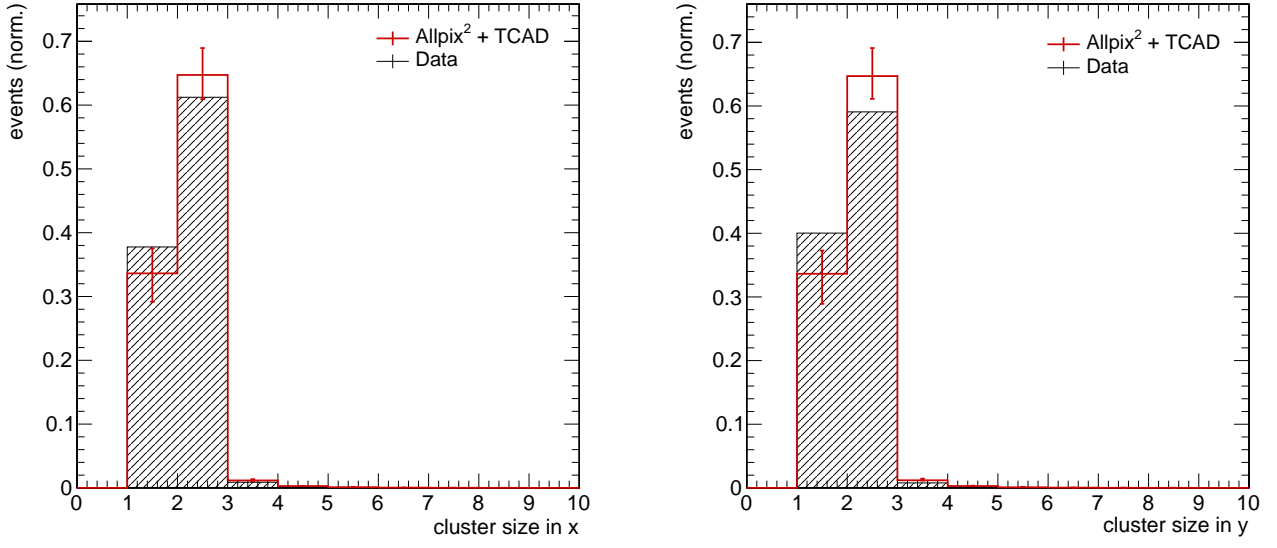 events (norm.)
0.7
0.6
0.5
0.4
0.3
0.2
0.1
0
Allpix² + TCAD
Data
0 1 2 3 4 5 6 7 8 9 10
cluster size in x
events (norm.)
0.7
0.6
0.5
0.4
0.3
0.2
0.1
0
Allpix² + TCAD
Data
0 1 2 3 4 5 6 7 8 9 10
cluster size in y